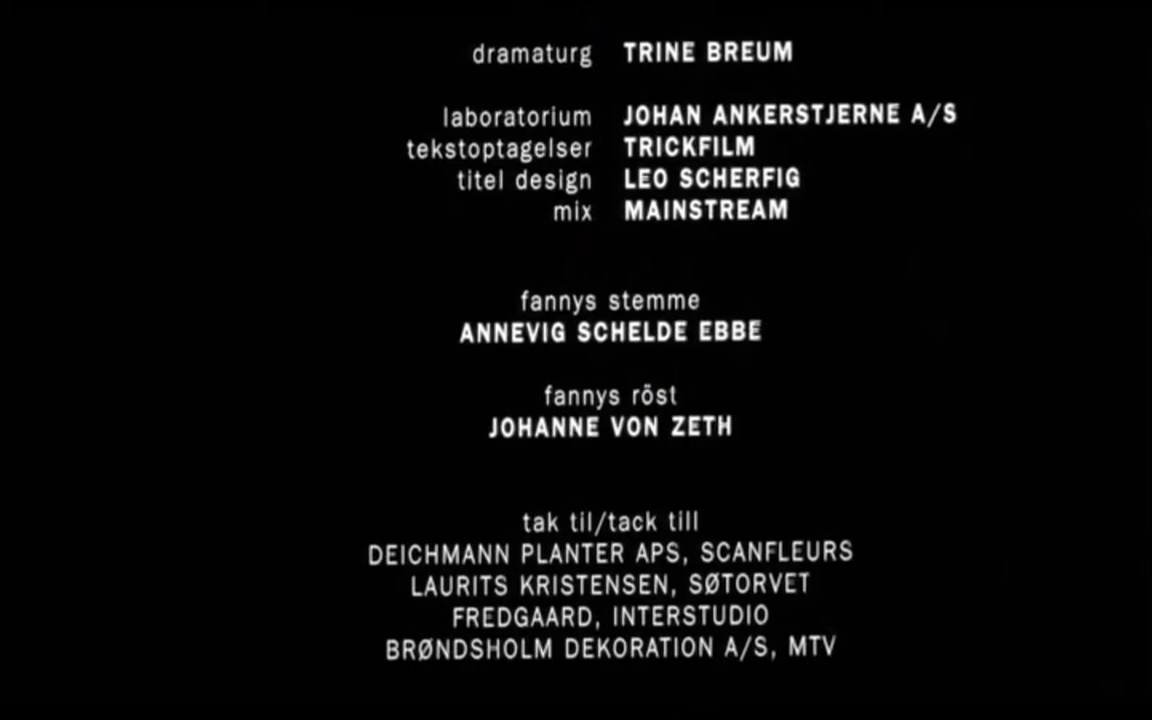 dramaturg TRINE BREUM
laboratorium JOHAN ANKERSTJERNE A/S
tekstoptagelser TRICKFILM
titel design LEO SCHERFIG
mix MAINSTREAM
fannys stemme
ANNEVIG SCHELDE EBBE
fannys röst
JOHANNE VON ZETH
tak til/tack till
DEICHMANN PLANTER APS, SCANFLEURS
LAURITS KRISTENSEN, SØTORVET
FREDGAARD, INTERSTUDIO
BRØNDSHOLM DEKORATION A/S, MTV